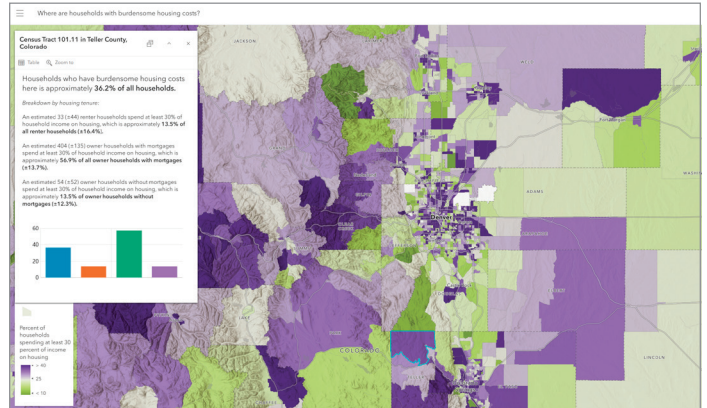 Where are households with burdensome housing costs?
Census Tract 101.11 in Teller County,
Colorado
Table Zoom to
Households who have burdensome housing costs
here is approximately 36.2% of all households.
Breakdown by housing tenure:
An estimated 33 (±44) renter households spend at least 30% of
household income on housing, which is approximately 13.5% of
all renter households (±16.4%).
An estimated 404 (±135) owner households with mortgages
spend at least 30% of household income on housing, which is
approximately 56.9% of all owner households with mortgages
(±13.7%).
An estimated 54 (±52) owner households without mortgages
spend at least 30% of household income on housing, which is
approximately 13.5% of owner households without
mortgages (±12.3%).
60
40
20
0
Percent of
households
spending at least 30
percent of income
on housing
> 40
25
< 10
JACKSON
WELD
Fort Morgan
WASHIN
ADAMS
Denver
CLEAR
CREEK
LAKE
PARK
COLORADO
LINCOLN